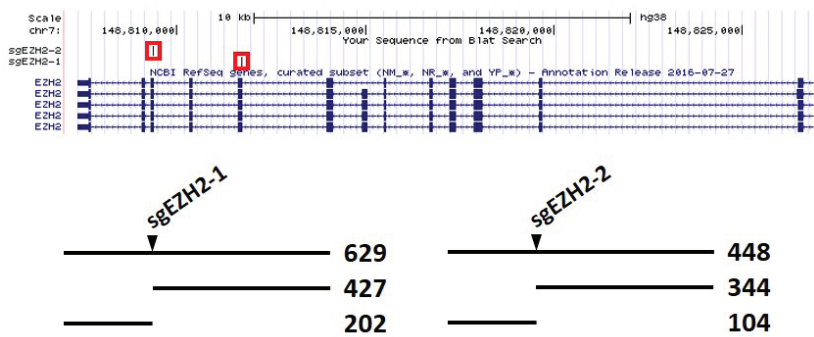 Scale 10 kb hg38
chr7: 148,810,000 148,815,000 148,820,000 148,825,000
Your Sequence from Blat Search
sgEZH2-2
sgEZH2-1
NCBI RefSeq genes, curated subset (NM_*, NR_*, and YP_*) - Annotation Release 2016-07-27
EZH2
EZH2
EZH2
EZH2
EZH2
sgEZH2-1
629
427
202
sgEZH2-2
448
344
104